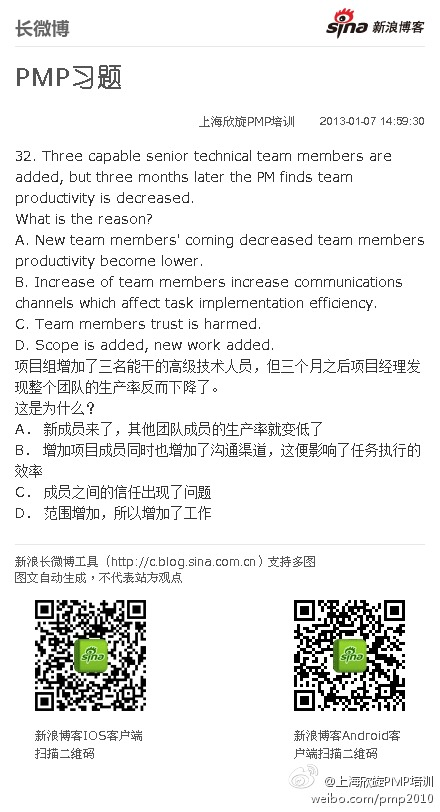 长微博
sina 新浪博客
PMP习题
上海欣旋PMP培训 2013-01-07 14:59:30
32. Three capable senior technical team members are
added, but three months later the PM finds team
productivity is decreased.
What is the reason?
A. New team members' coming decreased team members
productivity become lower.
B. Increase of team members increase communications
channels which affect task implementation efficiency.
C. Team members trust is harmed.
D. Scope is added, new work added.
项目组增加了三名能干的高级技术人员，但三个月之后项目经理发
现整个团队的生产率反而下降了。
这是为什么？
A． 新成员来了，其他团队成员的生产率就变低了
B． 增加项目成员同时也增加了沟通渠道，这便影响了任务执行的
效率
C． 成员之间的信任出现了问题
D． 范围增加，所以增加了工作
新浪长微博工具（http://c.blog.sina.com.cn）支持多图
图文自动生成，不代表站方观点
sina
sina
新浪博客IOS客户端
扫描二维码
新浪博客Android客
户端扫描二维码
@上海欣旋PMP培训
weibo.com/pmp2010